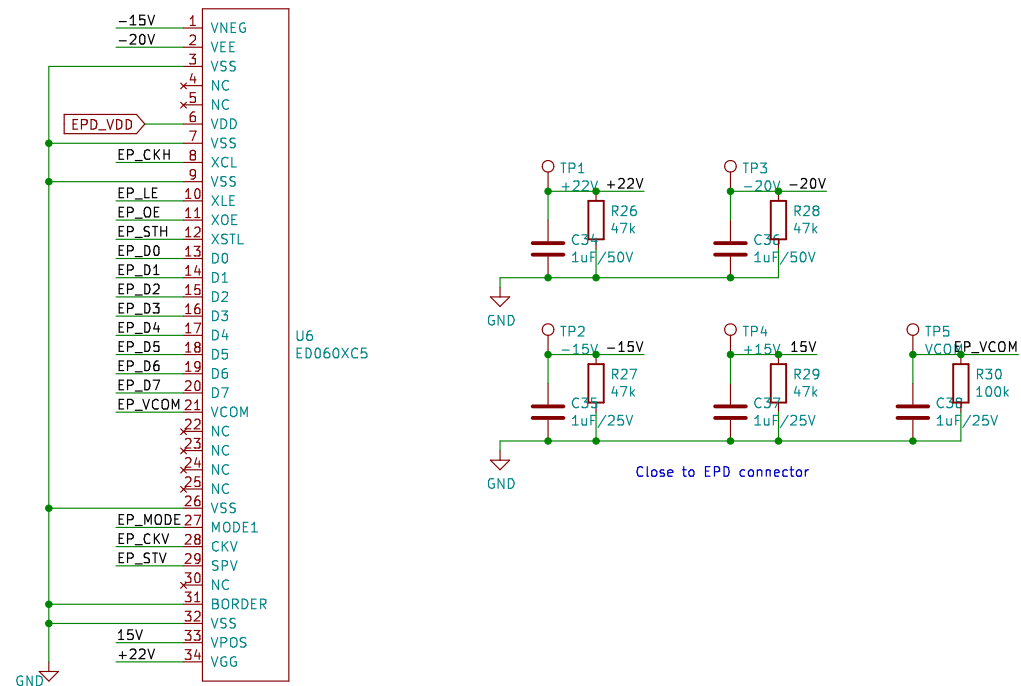 -15V 1 VNEG
-20V 2 VEE
3 VSS
4 NC
5 NC
EPD_VDD 6 VDD
7 VSS
EP_CKH 8 XCL
9 VSS
EP_LE 10 XLE
EP_OE 11 XOE
EP_STH 12 XSTL
EP_D0 13 D0
EP_D1 14 D1
EP_D2 15 D2
EP_D3 16 D3
EP_D4 17 D4
EP_D5 18 D5
EP_D6 19 D6
EP_D7 20 D7
EP_VCOM 21 VCOM
22 NC
23 NC
24 NC
25 NC
26 VSS
EP_MODE 27 MODE1
EP_CKV 28 CKV
EP_STV 29 SPV
30 NC
31 BORDER
32 VSS
15V 33 VPOS
+22V 34 VGG
GND
U6
ED060XC5
TP1
+22V +22V
R26
47k
C34
1uF/50V
TP3
-20V -20V
R28
47k
C36
1uF/50V
GND
TP2
-15V -15V
R27
47k
C35
1uF/25V
TP4
+15V 15V
R29
47k
C37
1uF/25V
TP5
VCOM EP_VCOM
R30
100k
C38
1uF/25V
GND
Close to EPD connector